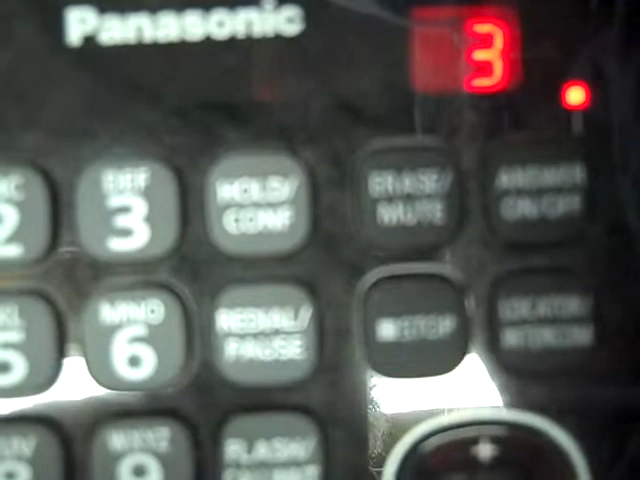 Panasonic
3
DEF
3
HOLD/
CONF
ERASE/
MUTE
ANSWER
ON/OFF
2
MNO
6
REDIAL/
PAUSE
■STOP
LOCATOR/
INTERCOM
5
WXYZ
9
FLASH/
8
+